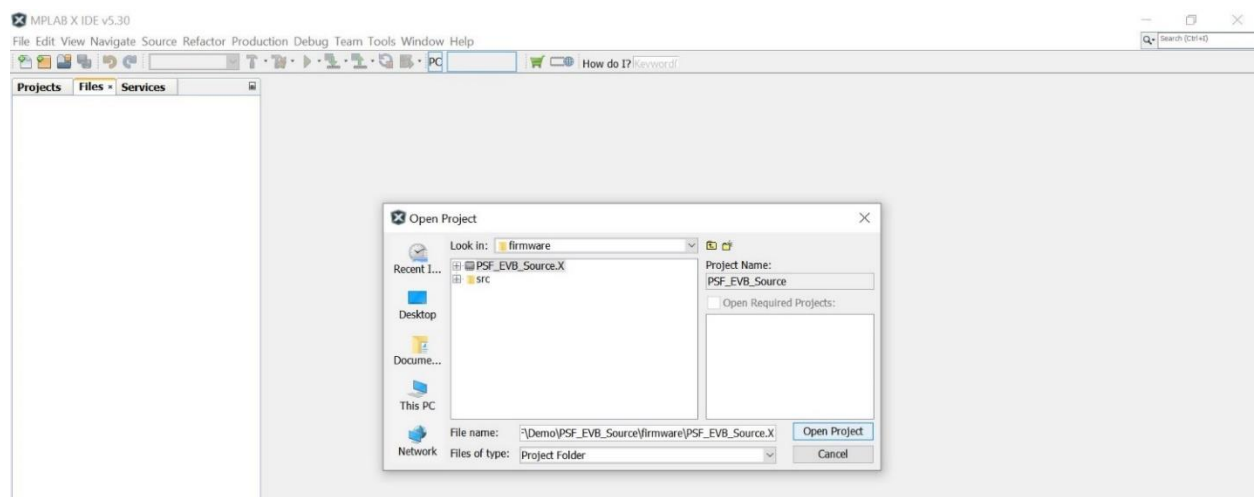 MPLAB X IDE v5.30
File Edit View Navigate Source Refactor Production Debug Team Tools Window Help
Search (Ctrl+I)
PC
How do I? Keyword(
Projects Files Services
Open Project
Look in: firmware
Recent I...
Desktop
Docume...
This PC
Network
PSF_EVB_Source.X
src
Project Name:
PSF_EVB_Source
Open Required Projects:
File name: \Demo\PSF_EVB_Source\firmware\PSF_EVB_Source.X Open Project
Files of type: Project Folder Cancel